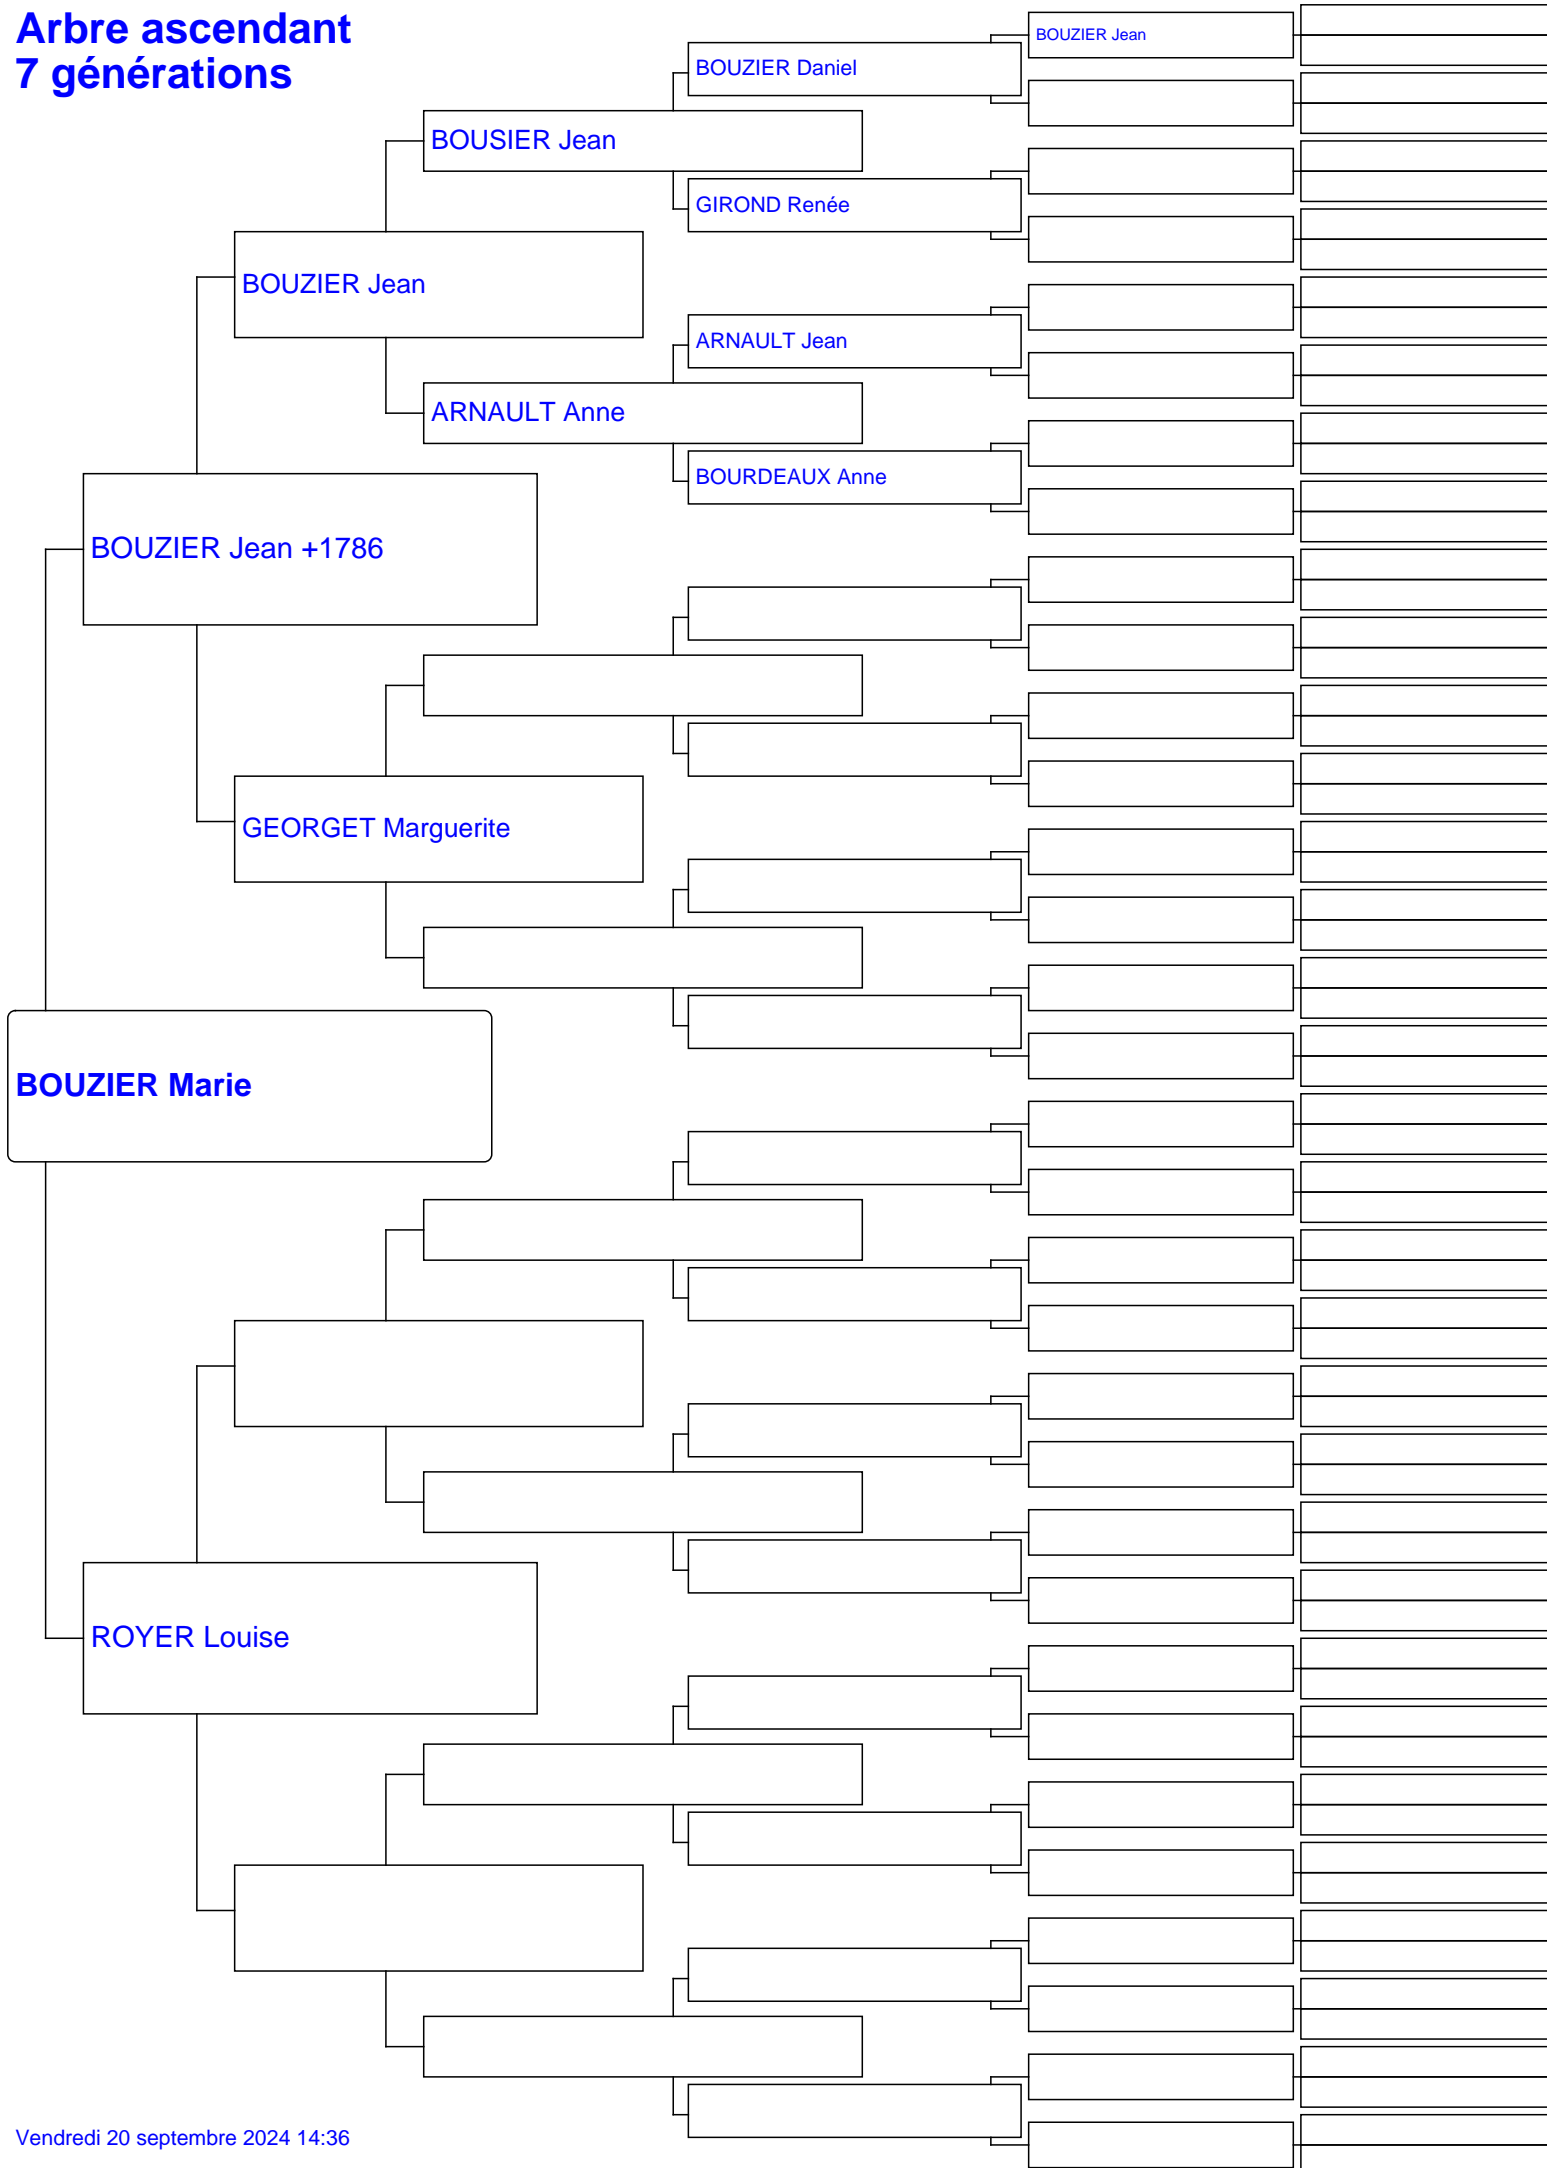 Arbre ascendant
7 générations
BOUZIER Jean
BOUZIER Daniel
BOUSIER Jean
GIROND Renée
BOUZIER Jean
ARNAULT Jean
ARNAULT Anne
BOURDEAUX Anne
BOUZIER Jean +1786
GEORGET Marguerite
BOUZIER Marie
ROYER Louise
Vendredi 20 septembre 2024 14:36